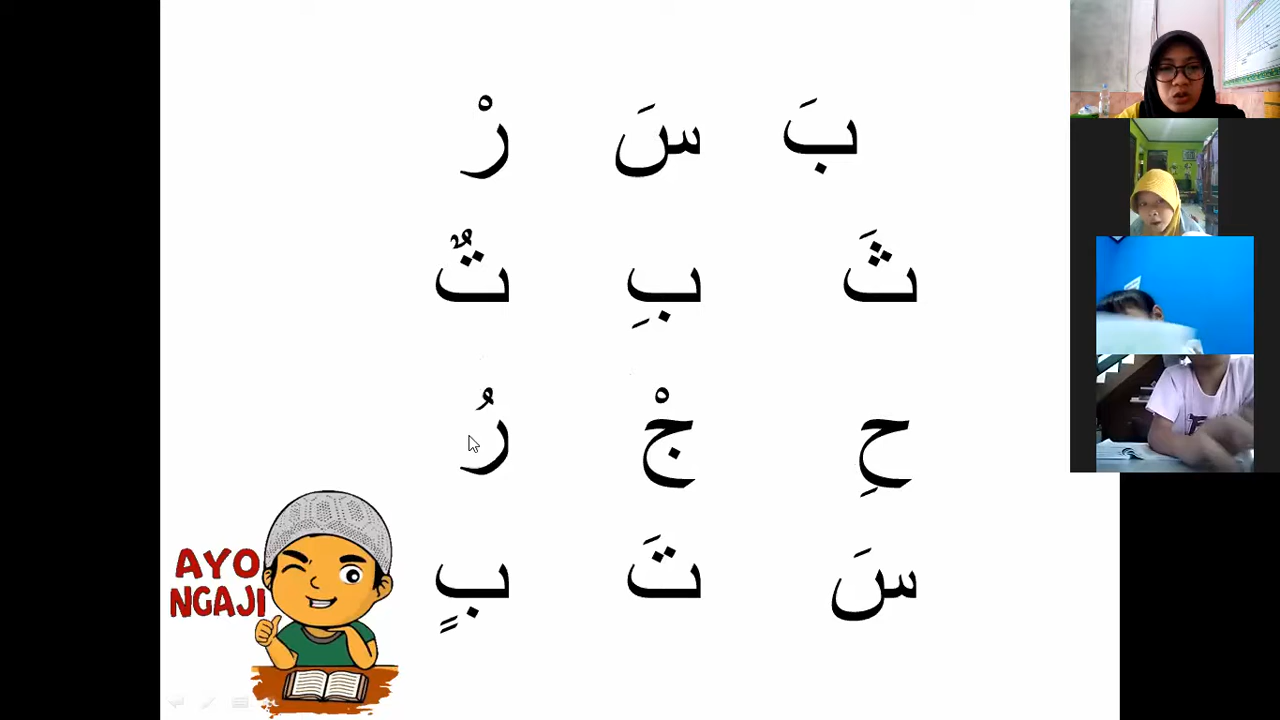 بَ سَ رْ
ثَ بِ تٌ
حِ جْ رُ
سَ تَ بٍ
AYO
NGAJI